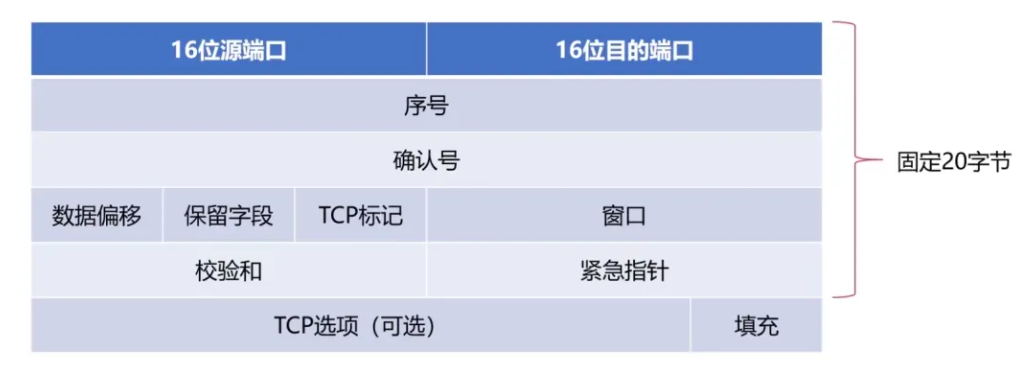 16位源端口 16位目的端口
序号
确认号
固定20字节
数据偏移 保留字段 TCP标记 窗口
校验和 紧急指针
TCP选项（可选） 填充